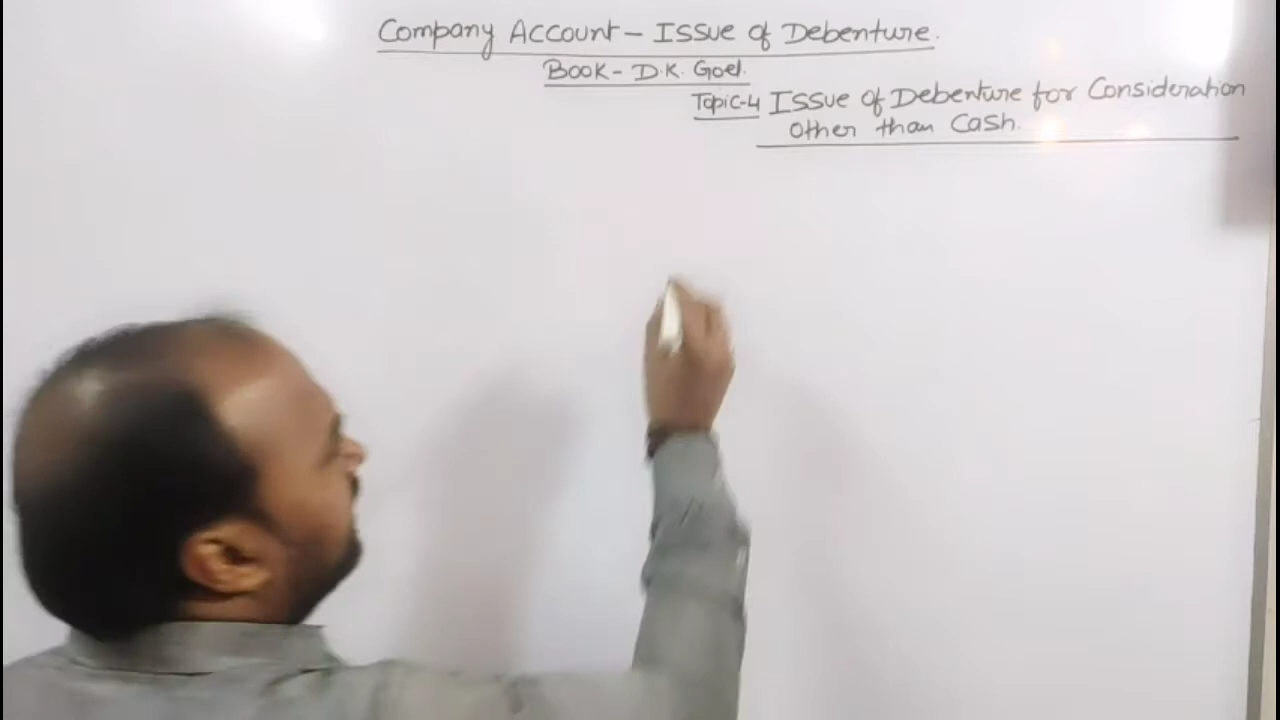 Company Account - Issue of Debenture.
Book - D.K. Goel.
Topic-4 Issue of Debenture for Consideration
other than Cash.